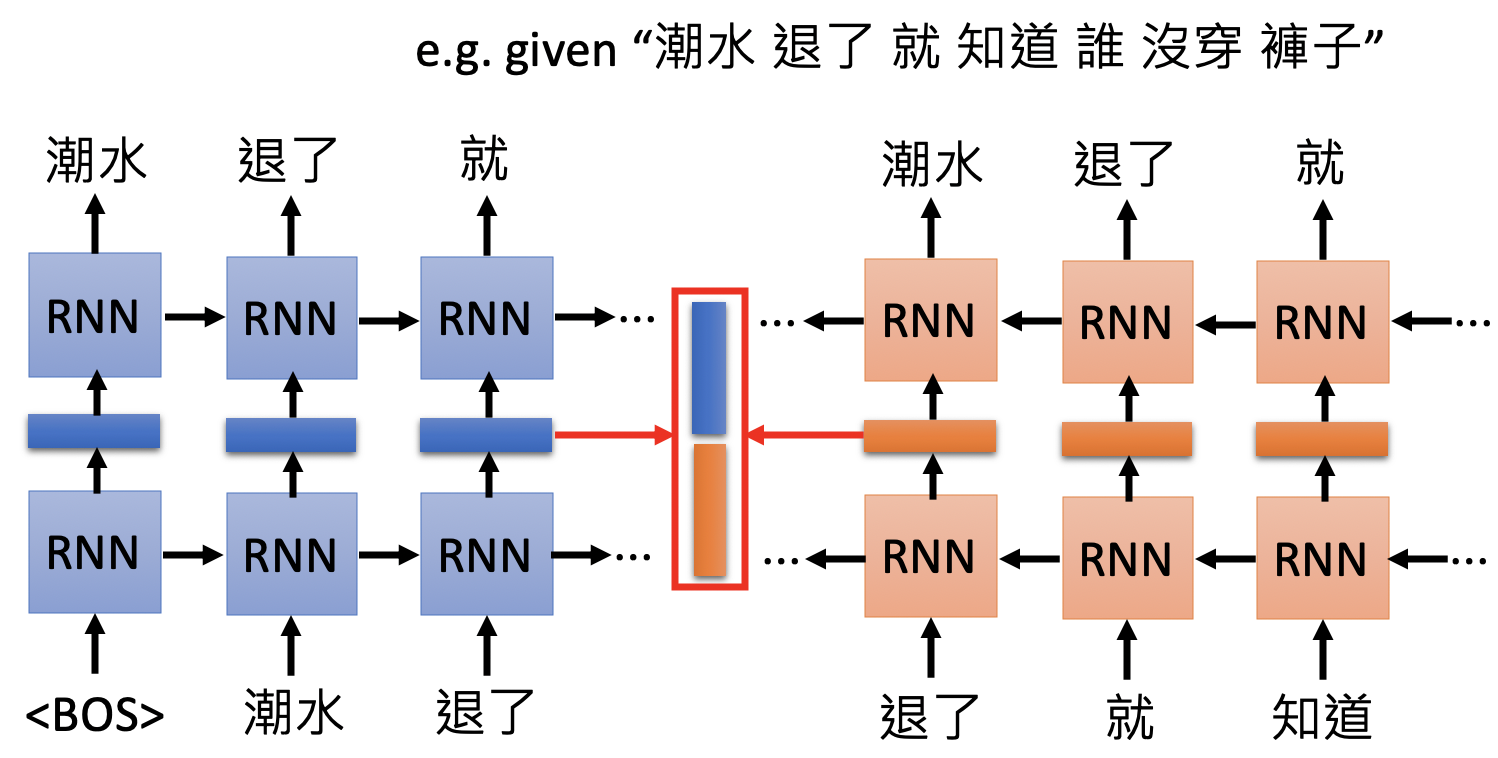 e.g. given “潮水 退了 就 知道 誰 沒穿 褲子”
潮水 退了 就 潮水 退了 就
RNN RNN RNN RNN RNN RNN
... ... ...
RNN RNN RNN RNN RNN RNN
... ... ...
<BOS> 潮水 退了 退了 就 知道